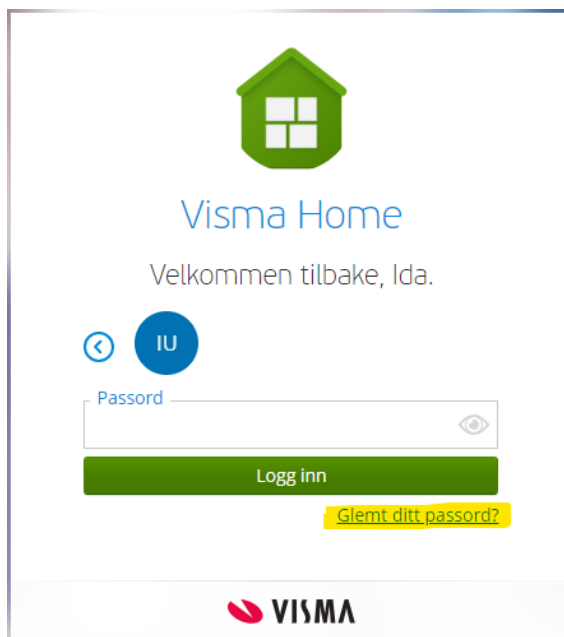 Visma Home
Velkommen tilbake, Ida.
IU
Passord
Logg inn
Glemt ditt passord?
VISMA